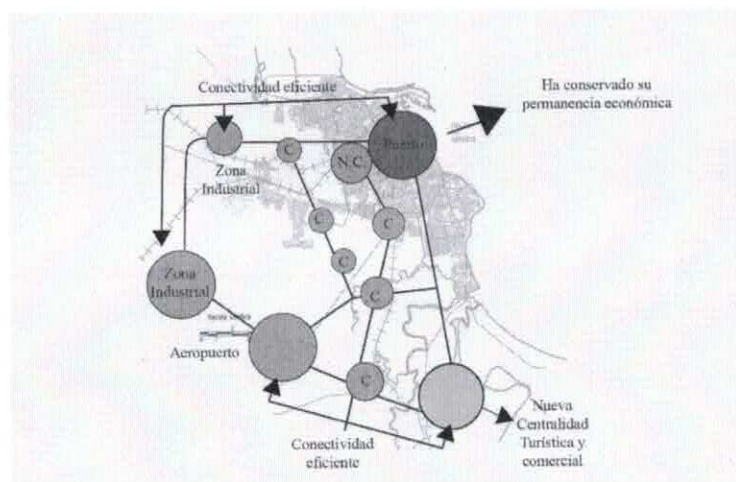 Conectividad eficiente
Ha conservado su
permanencia económica
Puerto
C
N.C.
Zona
Industrial
C
C
C
Zona
Industrial
C
Aeropuerto
C
Conectividad
eficiente
Nueva
Centralidad
Turística y
comercial